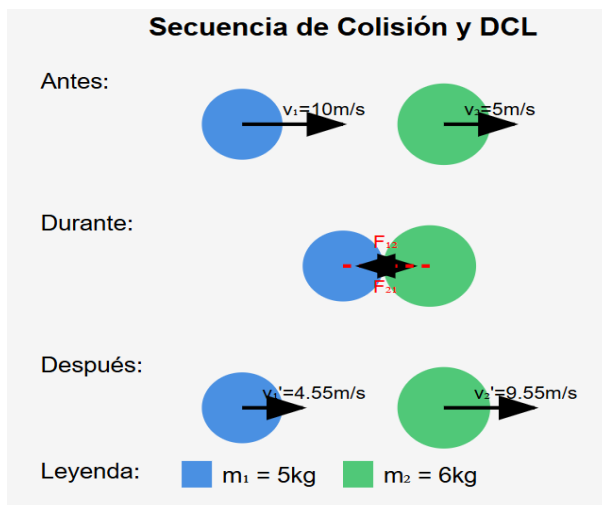 Secuencia de Colisión y DCL
Antes:
v₁=10m/s
v₂=5m/s
Durante:
F₁₂
F₂₁
Después:
v₁'=4.55m/s
v₂'=9.55m/s
Leyenda:
m₁ = 5kg
m₂ = 6kg